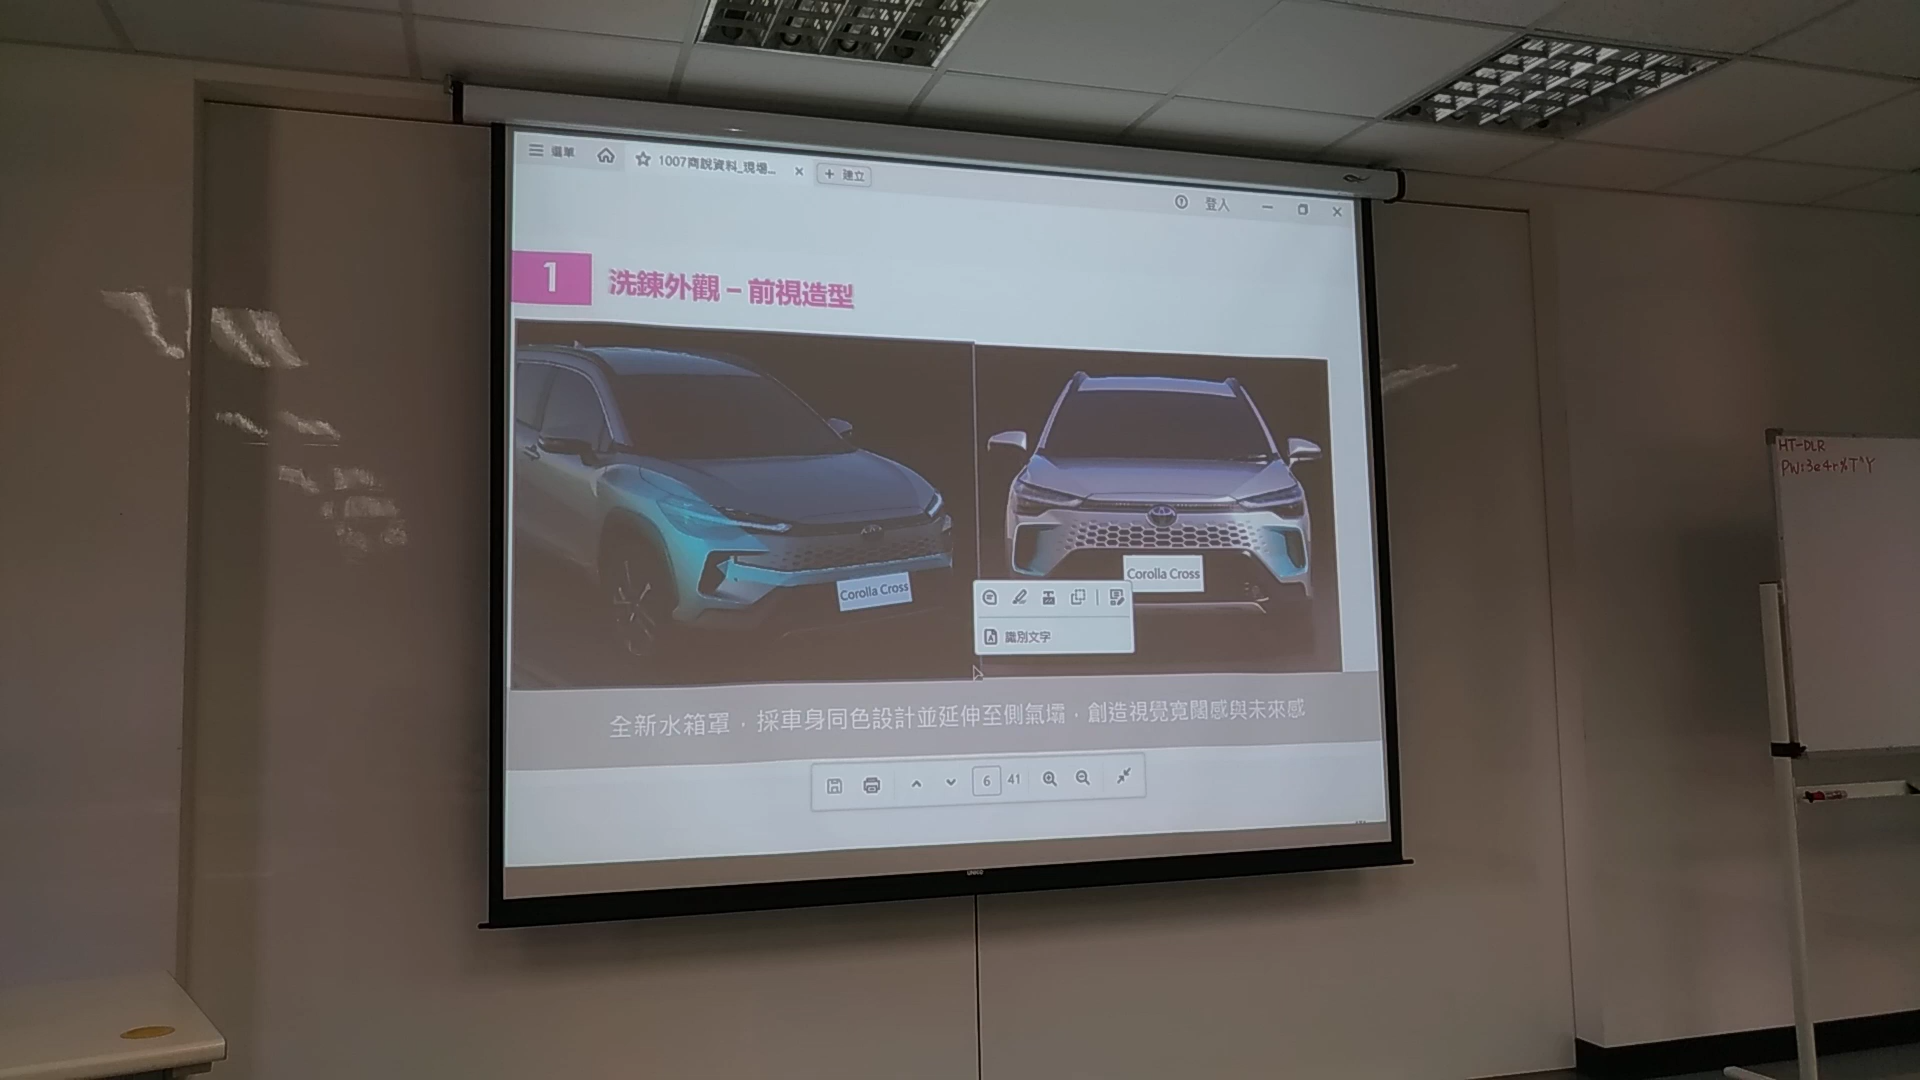 選單
1007商說資料_現場...
建立
登入
1
洗鍊外觀 – 前視造型
Corolla Cross
Corolla Cross
識別文字
全新水箱罩，採車身同色設計並延伸至側氣壩，創造視覺寬闊感與未來感
6 41
HT-DLR
PW:3e4r%T^Y